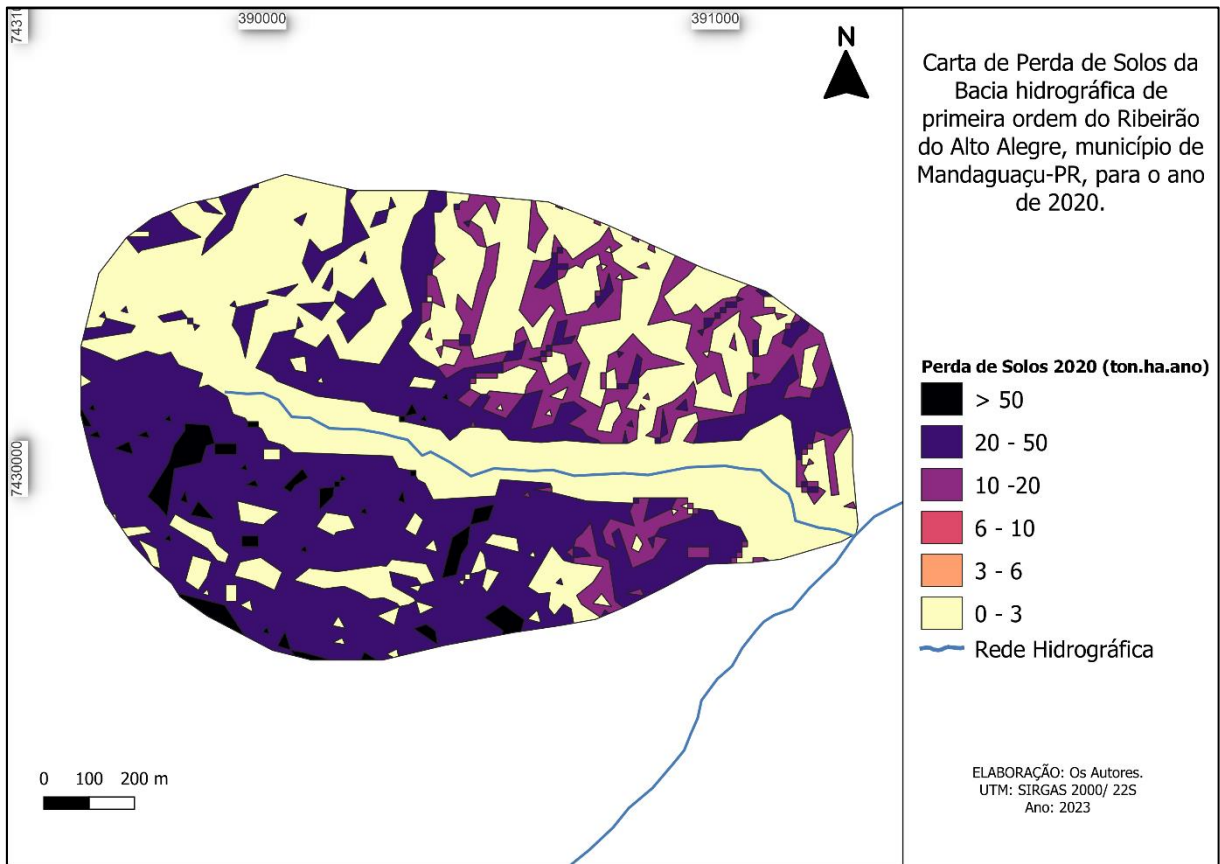 390000
391000
74310
N
7430000
0 100 200 m
Carta de Perda de Solos da
Bacia hidrográfica de
primeira ordem do Ribeirão
do Alto Alegre, município de
Mandaguaçu-PR, para o ano
de 2020.
Perda de Solos 2020 (ton.ha.ano)
> 50
20 - 50
10 -20
6 - 10
3 - 6
0 - 3
Rede Hidrográfica
ELABORAÇÃO: Os Autores.
UTM: SIRGAS 2000/ 22S
Ano: 2023